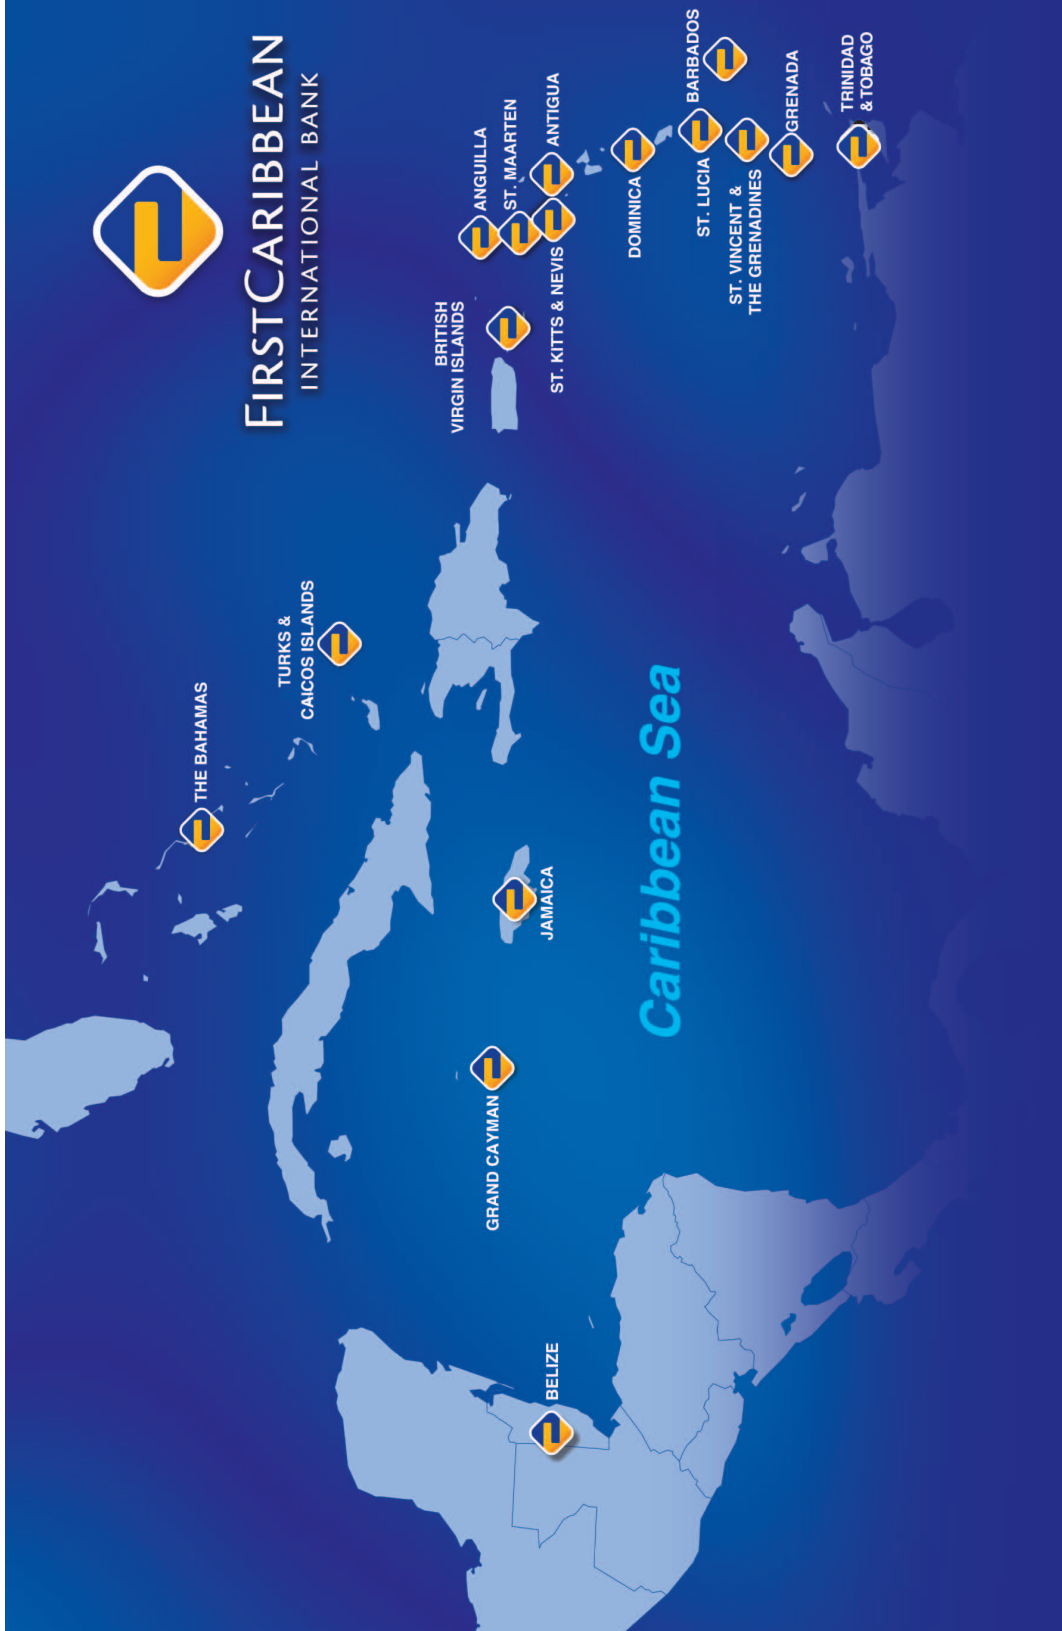 FIRSTCARIBBEAN
INTERNATIONAL BANK
THE BAHAMAS
TURKS &
CAICOS ISLANDS
BRITISH
VIRGIN ISLANDS
ANGUILLA
ST. MAARTEN
ANTIGUA
ST. KITTS & NEVIS
GRAND CAYMAN
JAMAICA
BELIZE
DOMINICA
Caribbean Sea
BARBADOS
ST. LUCIA
ST. VINCENT &
THE GRENADINES
GRENADA
TRINIDAD
& TOBAGO